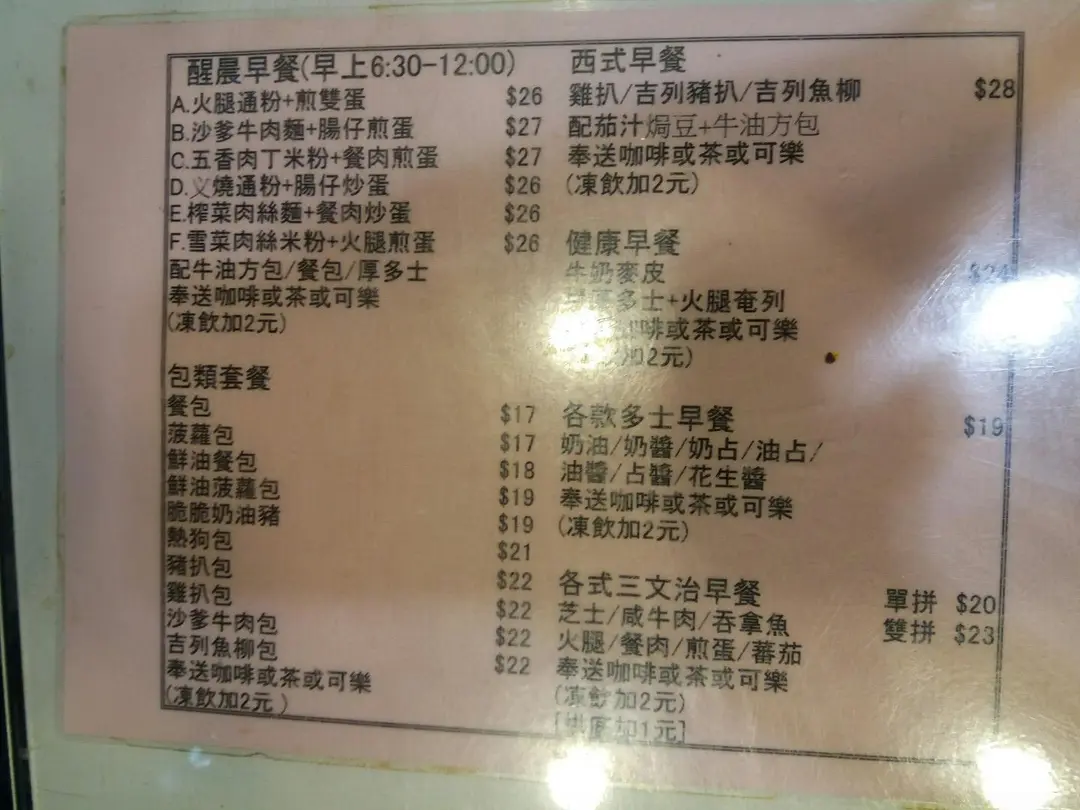 醒晨早餐(早上6:30-12:00)
A.火腿通粉+煎雙蛋 $26
B.沙爹牛肉麵+腸仔煎蛋 $27
C.五香肉丁米粉+餐肉煎蛋 $27
D.义燒通粉+腸仔炒蛋 $26
E.榨菜肉絲麵+餐肉炒蛋 $26
F.雪菜肉絲米粉+火腿煎蛋 $26
配牛油方包/餐包/厚多士
奉送咖啡或茶或可樂
(凍飲加2元)
包類套餐
餐包 $17
菠蘿包 $17
鮮油餐包 $18
鮮油菠蘿包 $19
脆脆奶油豬 $19
熱狗包 $21
豬扒包 $22
雞扒包 $22
沙爹牛肉包 $22
吉列魚柳包 $22
奉送咖啡或茶或可樂
(凍飲加2元)
西式早餐
雞扒/吉列豬扒/吉列魚柳 $28
配茄汁焗豆+牛油方包
奉送咖啡或茶或可樂
(凍飲加2元)
健康早餐
牛奶麥皮 $24
多士+火腿奄列
啡或茶或可樂
加2元)
各款多士早餐 $19
奶油/奶醬/奶占/油占/
油醬/占醬/花生醬
奉送咖啡或茶或可樂
(凍飲加2元)
各式三文治早餐 單拼 $20
芝士/咸牛肉/吞拿魚 雙拼 $23
火腿/餐肉/煎蛋/蕃茄
奉送咖啡或茶或可樂
(凍飲加2元)
[烘底加1元]